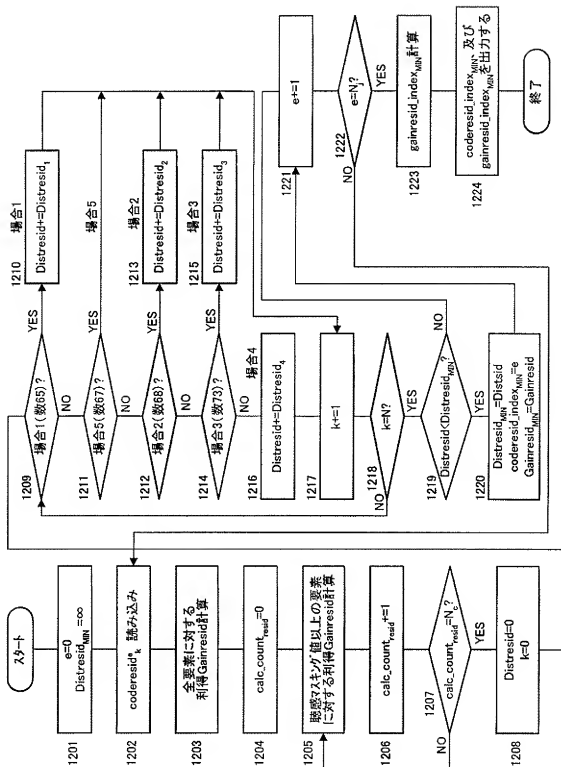 スタート
1201
e=0
Distresid_MIN=∞
1202
coderesid^e_k 読み込み
1203
全要素に対する
利得Gainresid計算
1204
calc_count_resid=0
1205
聴感マスキング値以上の要素
に対する利得Gainresid計算
1206
calc_count_resid+=1
1207
calc_count_resid=N_c?
NO
YES
1208
Distresid=0
k=0
1209
場合1(数65)?
YES
NO
1210
場合1
Distresid+=Distresid_1
1211
場合5(数67)?
YES
場合5
NO
1212
場合2(数68)?
YES
NO
1213
場合2
Distresid+=Distresid_2
1214
場合3(数73)?
YES
NO
1215
場合3
Distresid+=Distresid_3
場合4
1216
Distresid+=Distresid_4
1217
k+=1
1218
k=N?
NO
YES
1219
Distresid<Distresid_MIN?
NO
YES
1220
Distresid_MIN=Distsid
coderesid_index_MIN=e
Gainresid_MIN=Gainresid
1221
e+=1
1222
e=N_j?
NO
YES
1223
gainresid_index_MIN計算
1224
coderesid_index_MIN、及び
gainresid_index_MINを出力する
終了